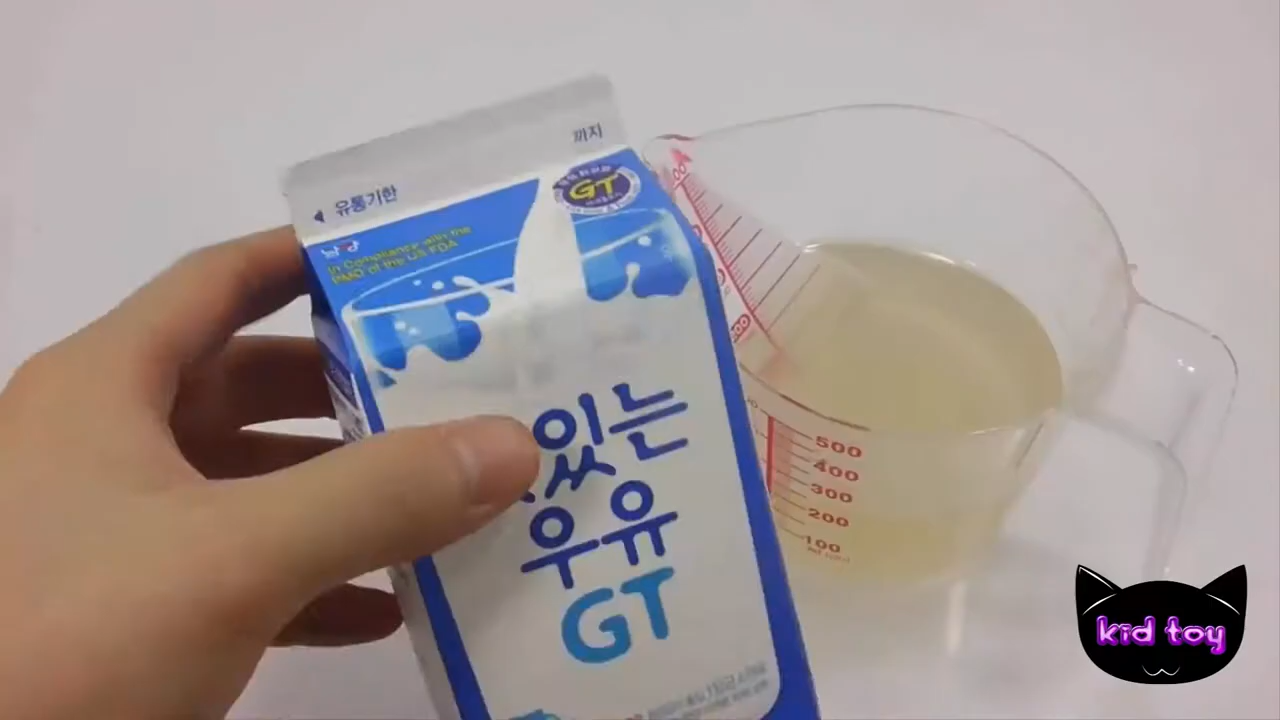 까지
유통기한
GT
In Compliance with the
PMO of the US FDA
있는
우유
GT
500
400
300
200
100
kid toy